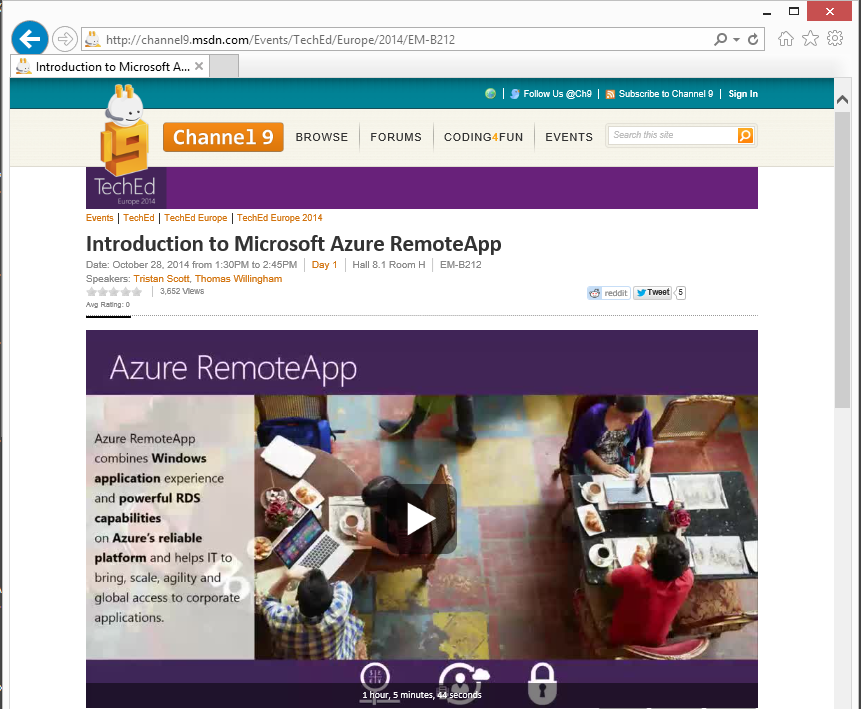 http://channel9.msdn.com/Events/TechEd/Europe/2014/EM-B212
Introduction to Microsoft A...
Follow Us @Ch9 | Subscribe to Channel 9 | Sign In
Channel 9
BROWSE | FORUMS | CODING4FUN | EVENTS
Search this site
TechEd
Europe 2014
Events | TechEd | TechEd Europe | TechEd Europe 2014
Introduction to Microsoft Azure RemoteApp
Date: October 28, 2014 from 1:30PM to 2:45PM | Day 1 | Hall 8.1 Room H | EM-B212
Speakers: Tristan Scott, Thomas Willingham
3,652 Views
reddit
Tweet
5
Avg Rating: 0
Azure RemoteApp
Azure RemoteApp
combines Windows
application experience
and powerful RDS
capabilities
on Azure's reliable
platform and helps IT to
bring, scale, agility and
global access to corporate
applications.
1 hour, 5 minutes, 44 seconds